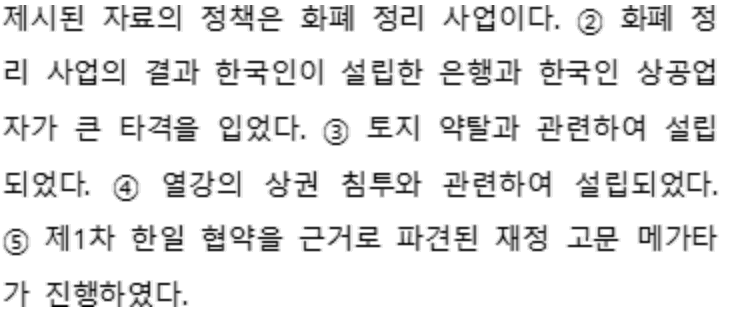 제시된 자료의 정책은 화폐 정리 사업이다. ② 화폐 정
리 사업의 결과 한국인이 설립한 은행과 한국인 상공업
자가 큰 타격을 입었다. ③ 토지 약탈과 관련하여 설립
되었다. ④ 열강의 상권 침투와 관련하여 설립되었다.
⑤ 제1차 한일 협약을 근거로 파견된 재정 고문 메가타
가 진행하였다.